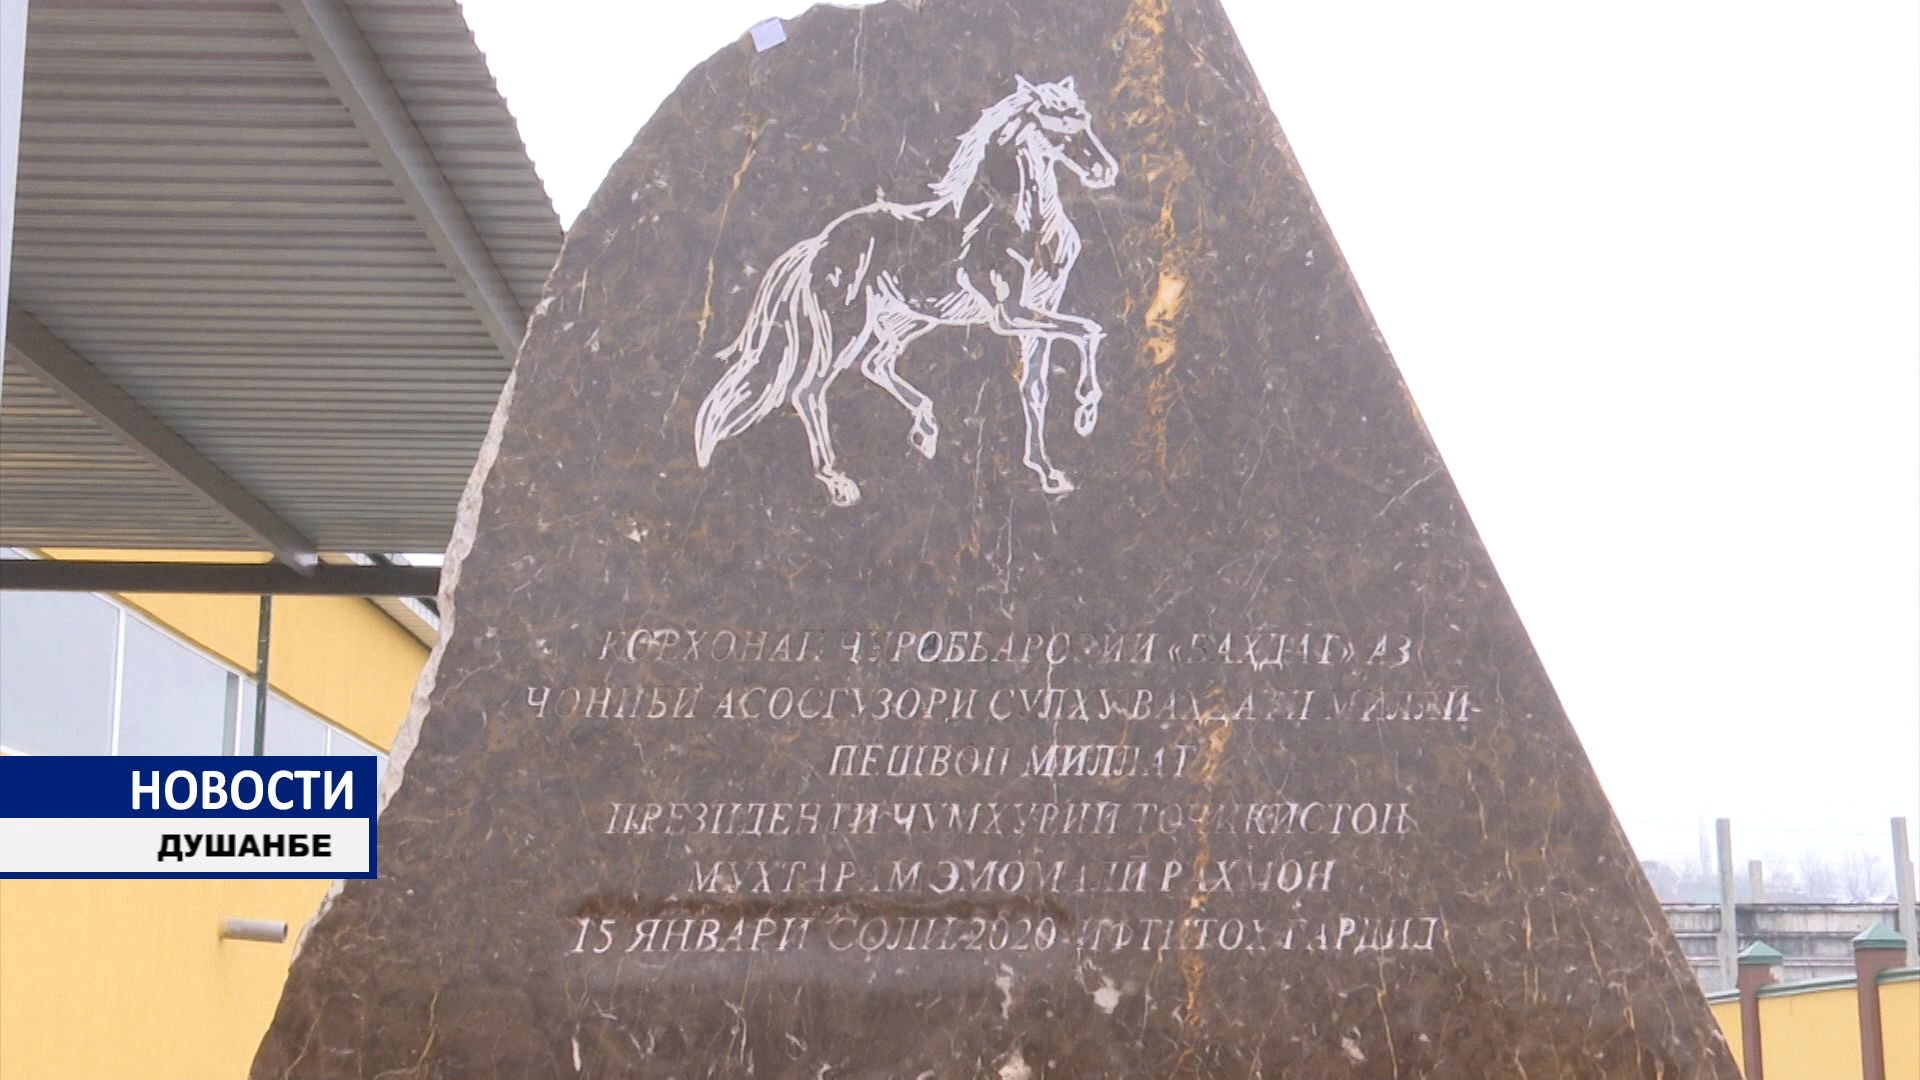 КОРХОНАИ ҶӮРОББАРОРИИ «ВАҲДАТ» АЗ
ҶОНИБИ АСОСГУЗОРИ СУЛҲУ ВАҲДАТИ МИЛЛӢ-
ПЕШВОИ МИЛЛАТ
ПРЕЗИДЕНТИ ҶУМҲУРИИ ТОҶИКИСТОН
МУҲТАРАМ ЭМОМАЛӢ РАҲМОН
15 ЯНВАРИ СОЛИ 2020 ИФТИТОҲ ГАРДИД
НОВОСТИ
ДУШАНБЕ